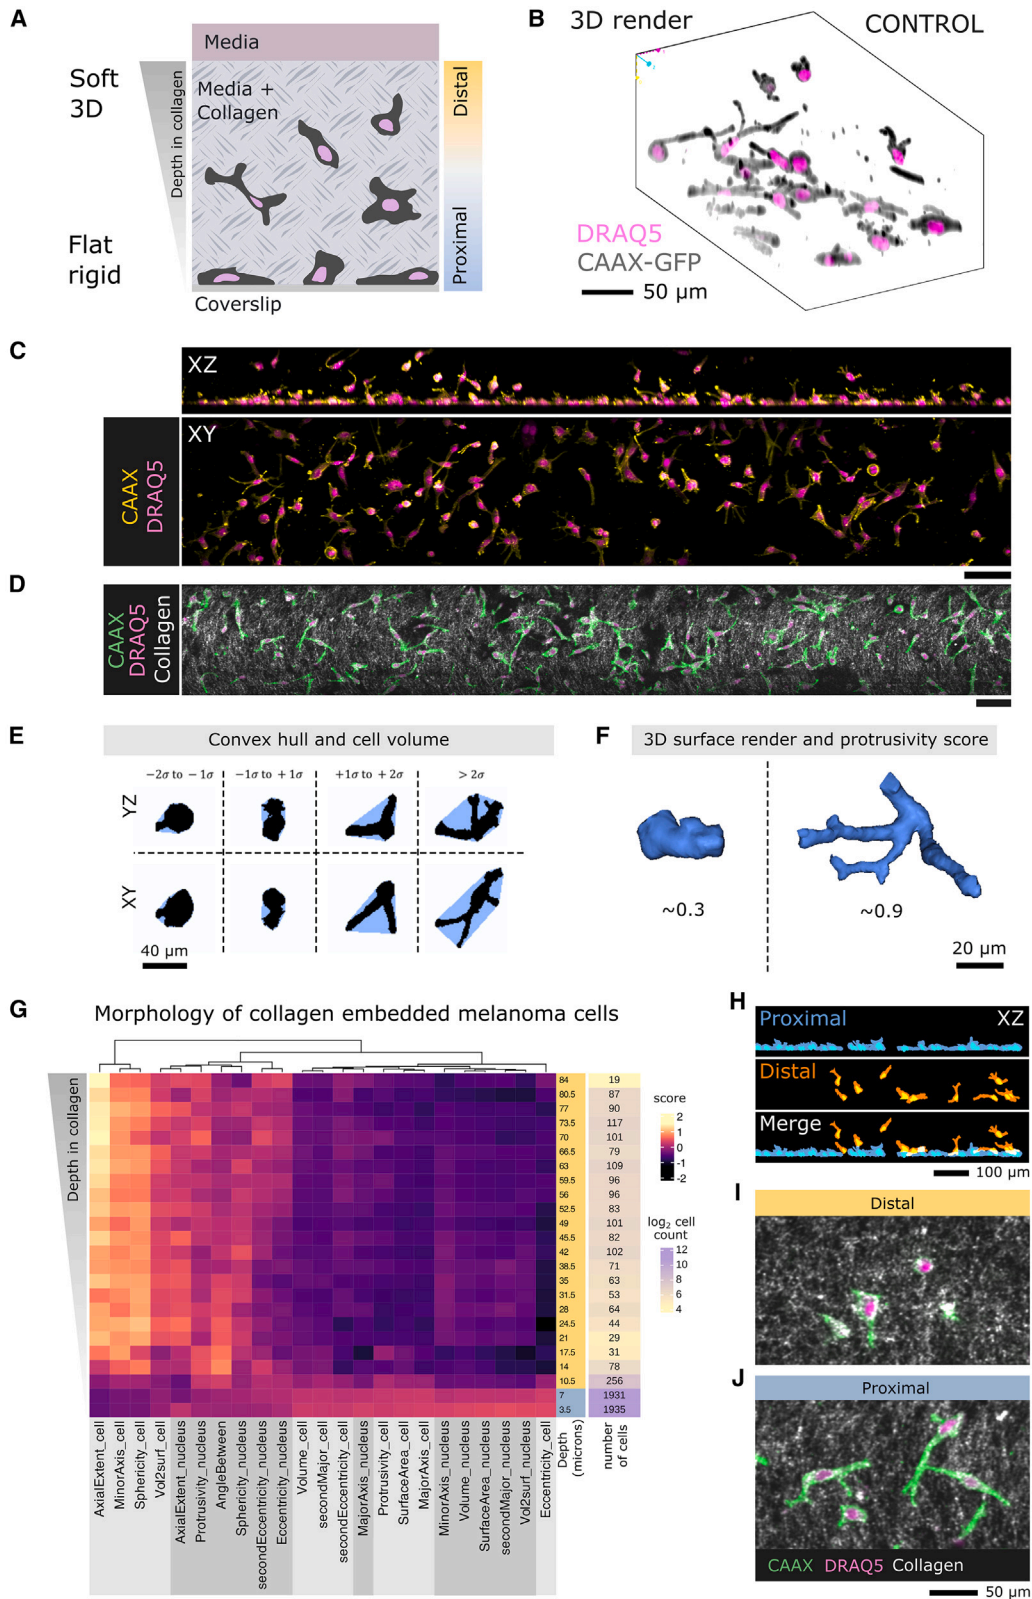 A
Media
Soft
3D
Depth in collagen
Media +
Collagen
Distal
Proximal
Flat
rigid
Coverslip
B
3D render
CONTROL
DRAQ5
CAAX-GFP
50 µm
C
XZ
XY
CAAX
DRAQ5
D
CAAX
DRAQ5
Collagen
E
Convex hull and cell volume
−2σ to − 1σ
−1σ to + 1σ
+1σ to + 2σ
> 2σ
YZ
XY
40 µm
F
3D surface render and protrusivity score
~0.3
~0.9
20 µm
G
Morphology of collagen embedded melanoma cells
Depth in collagen
84 19
80.5 87
77 90
73.5 117
70 101
66.5 79
63 109
59.5 96
56 96
52.5 83
49 101
45.5 82
42 102
38.5 71
35 63
31.5 53
28 64
24.5 44
21 29
17.5 31
14 78
10.5 256
7 1931
3.5 1935
score
2
1
0
-1
-2
log2 cell
count
12
10
8
6
4
AxialExtent_cell
MinorAxis_cell
Sphericity_cell
Vol2surf_cell
AxialExtent_nucleus
Protrusivity_nucleus
AngleBetween
Sphericity_nucleus
secondEccentricity_nucleus
Eccentricity_nucleus
Volume_cell
secondMajor_cell
secondEccentricity_cell
MajorAxis_nucleus
Protrusivity_cell
SurfaceArea_cell
MajorAxis_cell
MinorAxis_nucleus
Volume_nucleus
SurfaceArea_nucleus
secondMajor_nucleus
Vol2surf_nucleus
Eccentricity_cell
Depth
(microns)
number
of cells
H
Proximal
XZ
Distal
Merge
100 µm
I
Distal
J
Proximal
CAAX DRAQ5 Collagen
50 µm